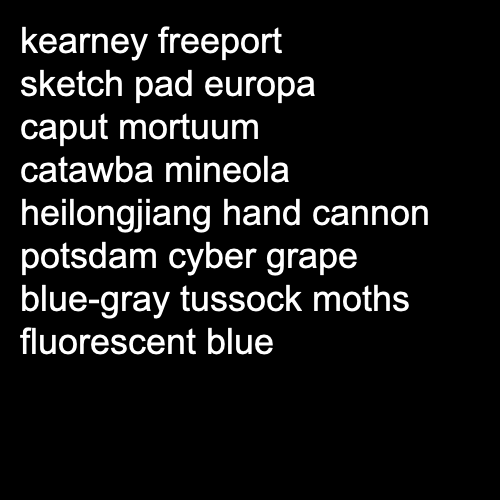 kearney freeport
sketch pad europa
caput mortuum
catawba mineola
heilongjiang hand cannon
potsdam cyber grape
blue-gray tussock moths
fluorescent blue